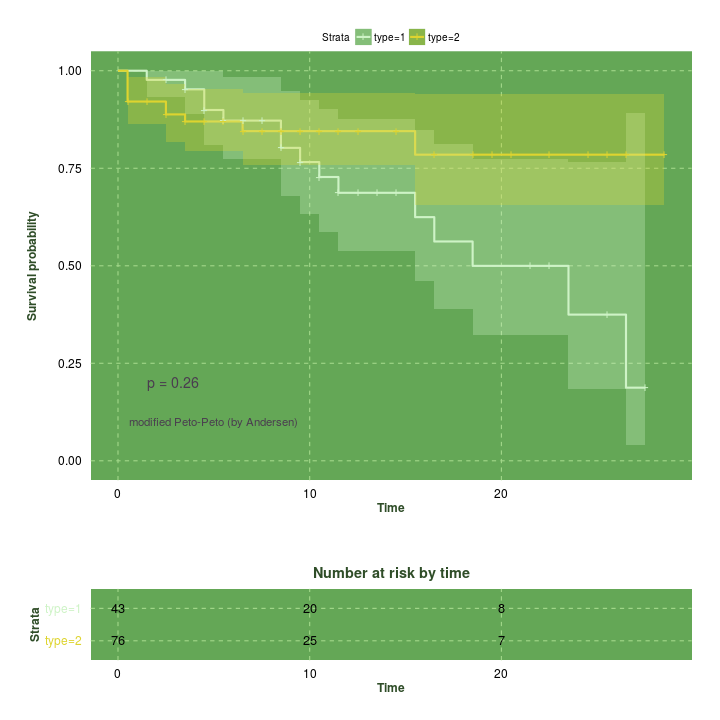 Strata type=1 type=2
1.00
0.75
0.50
0.25
0.00
Survival probability
p = 0.26
modified Peto-Peto (by Andersen)
0 10 20
Time
Number at risk by time
Strata
type=1 43 20 8
type=2 76 25 7
0 10 20
Time